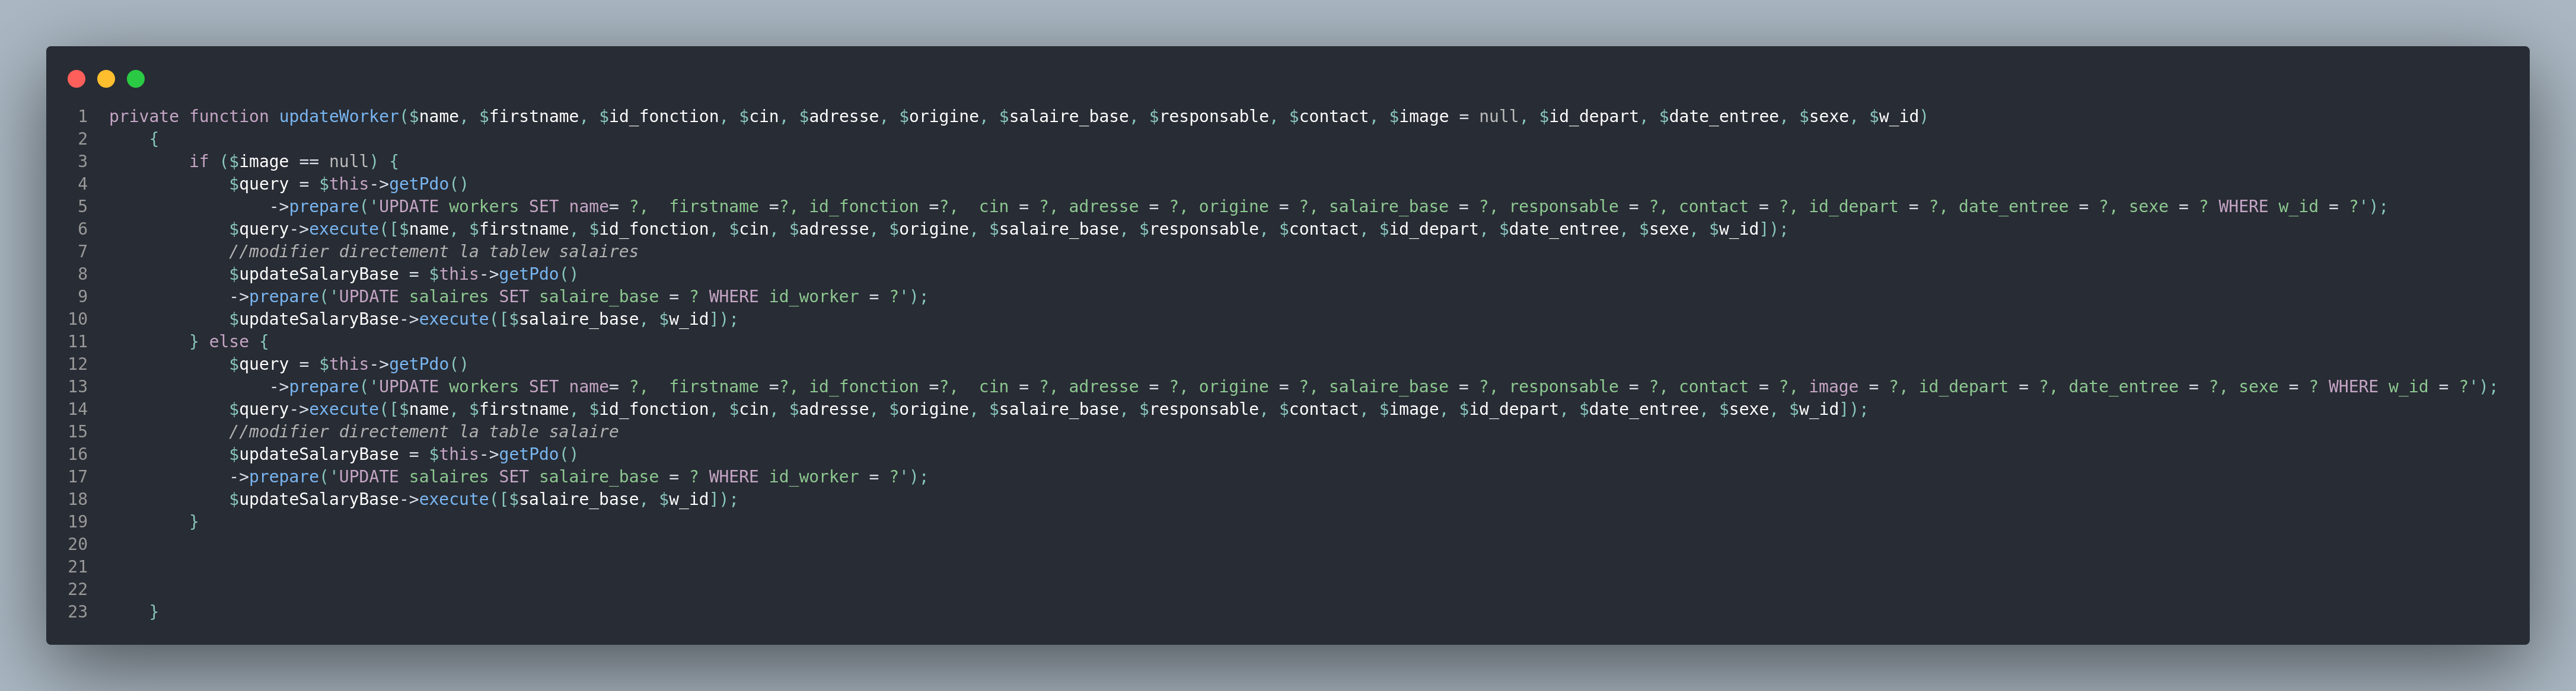 1 private function updateWorker($name, $firstname, $id_fonction, $cin, $adresse, $origine, $salaire_base, $responsable, $contact, $image = null, $id_depart, $date_entree, $sexe, $w_id)
2     {
3         if ($image == null) {
4             $query = $this->getPdo()
5                 ->prepare('UPDATE workers SET name= ?,  firstname =?, id_fonction =?,  cin = ?, adresse = ?, origine = ?, salaire_base = ?, responsable = ?, contact = ?, id_depart = ?, date_entree = ?, sexe = ? WHERE w_id = ?');
6             $query->execute([$name, $firstname, $id_fonction, $cin, $adresse, $origine, $salaire_base, $responsable, $contact, $id_depart, $date_entree, $sexe, $w_id]);
7             //modifier directement la tablew salaires
8             $updateSalaryBase = $this->getPdo()
9             ->prepare('UPDATE salaires SET salaire_base = ? WHERE id_worker = ?');
10             $updateSalaryBase->execute([$salaire_base, $w_id]);
11         } else {
12             $query = $this->getPdo()
13                 ->prepare('UPDATE workers SET name= ?,  firstname =?, id_fonction =?,  cin = ?, adresse = ?, origine = ?, salaire_base = ?, responsable = ?, contact = ?, image = ?, id_depart = ?, date_entree = ?, sexe = ? WHERE w_id = ?');
14             $query->execute([$name, $firstname, $id_fonction, $cin, $adresse, $origine, $salaire_base, $responsable, $contact, $image, $id_depart, $date_entree, $sexe, $w_id]);
15             //modifier directement la table salaire
16             $updateSalaryBase = $this->getPdo()
17             ->prepare('UPDATE salaires SET salaire_base = ? WHERE id_worker = ?');
18             $updateSalaryBase->execute([$salaire_base, $w_id]);
19         }
20
21
22
23     }